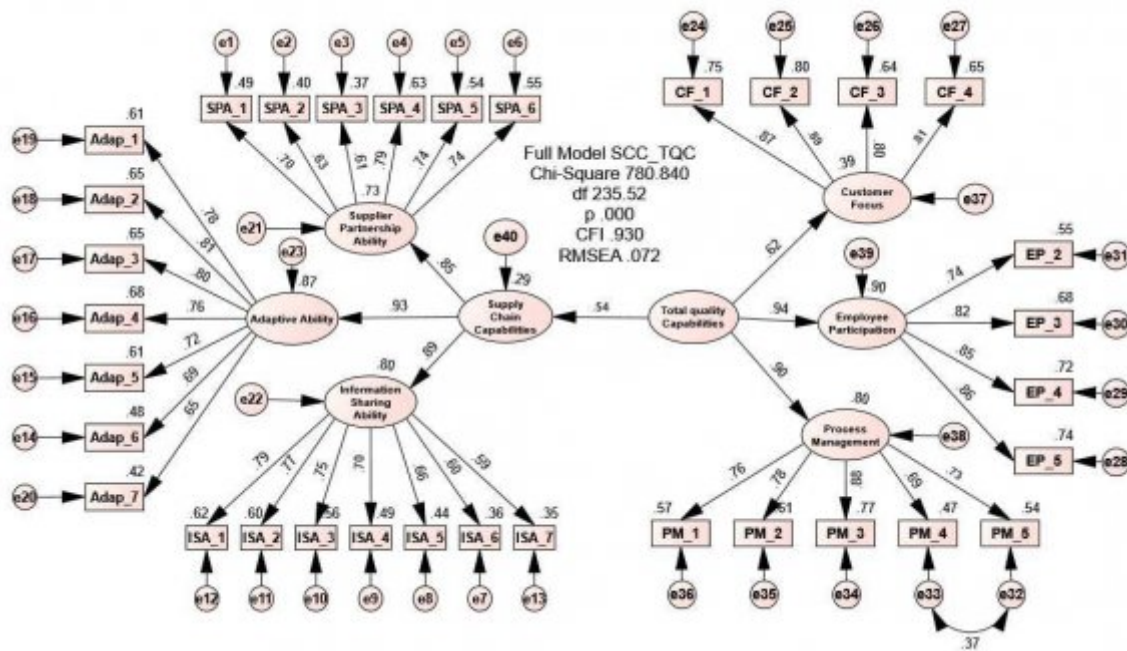 e1 e2 e3 e4 e5 e6
e24 e25 e26 e27
.49 .40 .37 .63 .54 .55
.75 .80 .64 .65
SPA_1 SPA_2 SPA_3 SPA_4 SPA_5 SPA_6
CF_1 CF_2 CF_3 CF_4
.61
e19 Adap_1
.79 .63 .61 .79 .74 .74
.87 .89 .80 .81
Full Model SCC_TQC
Chi-Square 780.840
df 235.52
p .000
CFI .930
RMSEA .072
.65
e18 Adap_2
.73
Supplier
Partnership
Ability
e21
.39
Customer
Focus
e37
.65
e17 Adap_3
.78
.81
.80
.76
.72
.69
.65
e23
.87
Adaptive Ability
e40
.29
Supply
Chain
Capabilities
.85
.93
.89
.54
Total quality
Capabilities
.62
.94
.90
e39
.90
Employee
Participation
.74
.82
.85
.86
.55
EP_2 e31
.68
EP_3 e30
.72
EP_4 e29
.74
EP_5 e28
.68
e16 Adap_4
.61
e15 Adap_5
.48
e14 Adap_6
.42
e20 Adap_7
.80
Information
Sharing
Ability
e22
.80
Process
Management
e38
.79 .77 .75 .70 .66 .60 .59
.76 .78 .88 .69 .73
.62 .60 .56 .49 .44 .36 .35
.57 .61 .77 .47 .54
ISA_1 ISA_2 ISA_3 ISA_4 ISA_5 ISA_6 ISA_7
PM_1 PM_2 PM_3 PM_4 PM_5
e12 e11 e10 e9 e8 e7 e13
e36 e35 e34 e33 e32
.37